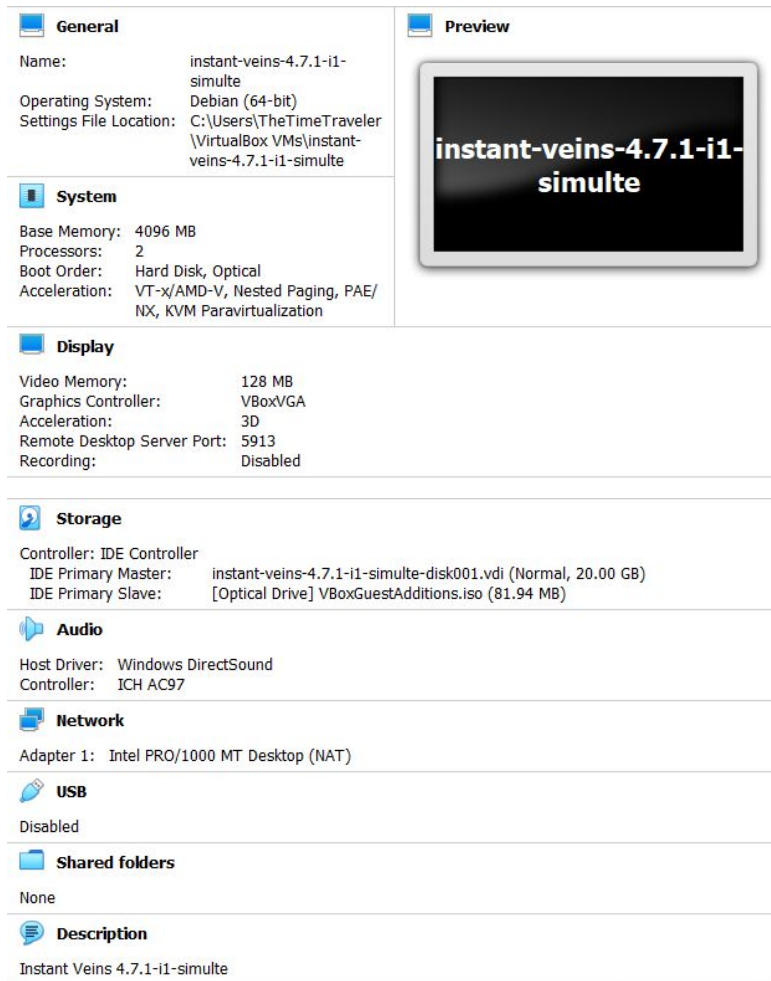 General
Name: instant-veins-4.7.1-i1-
simulte
Operating System: Debian (64-bit)
Settings File Location: C:\Users\TheTimeTraveler
\VirtualBox VMs\instant-
veins-4.7.1-i1-simulte
Preview
instant-veins-4.7.1-i1-
simulte
System
Base Memory: 4096 MB
Processors: 2
Boot Order: Hard Disk, Optical
Acceleration: VT-x/AMD-V, Nested Paging, PAE/
NX, KVM Paravirtualization
Display
Video Memory: 128 MB
Graphics Controller: VBoxVGA
Acceleration: 3D
Remote Desktop Server Port: 5913
Recording: Disabled
Storage
Controller: IDE Controller
IDE Primary Master: instant-veins-4.7.1-i1-simulte-disk001.vdi (Normal, 20.00 GB)
IDE Primary Slave: [Optical Drive] VBoxGuestAdditions.iso (81.94 MB)
Audio
Host Driver: Windows DirectSound
Controller: ICH AC97
Network
Adapter 1: Intel PRO/1000 MT Desktop (NAT)
USB
Disabled
Shared folders
None
Description
Instant Veins 4.7.1-i1-simulte